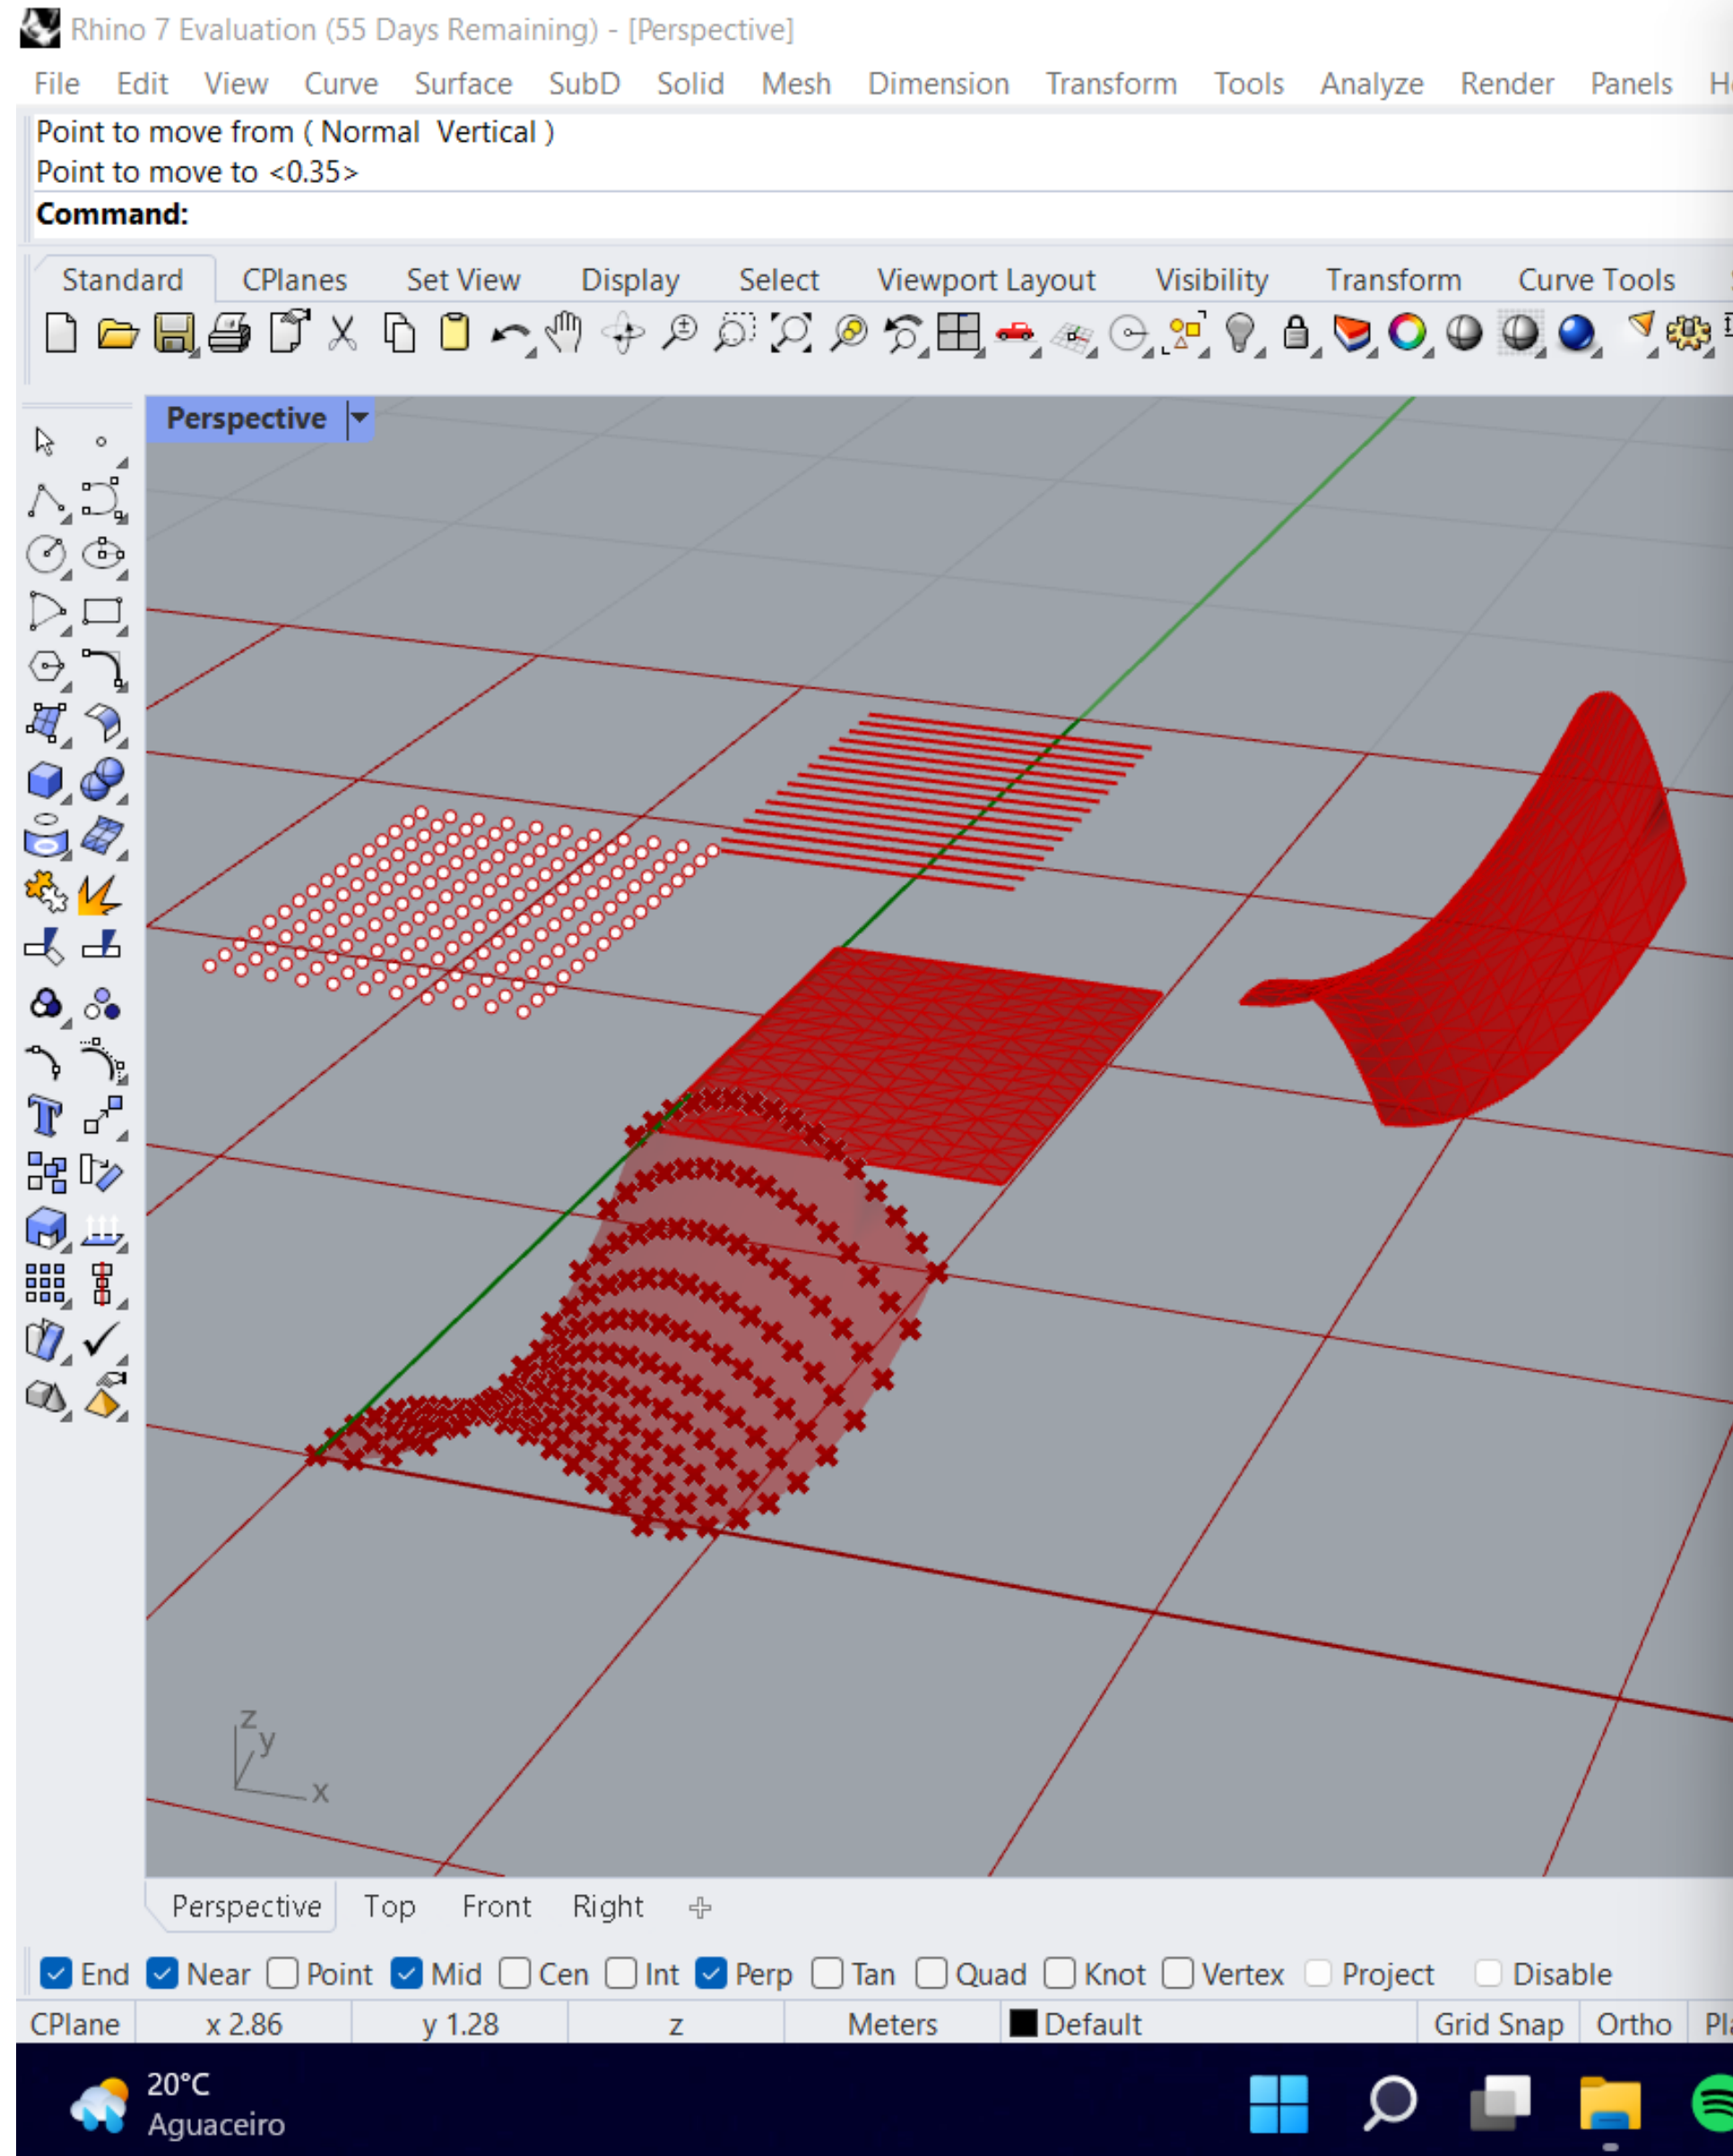 Rhino 7 Evaluation (55 Days Remaining) - [Perspective]
File Edit View Curve Surface SubD Solid Mesh Dimension Transform Tools Analyze Render Panels
Point to move from ( Normal Vertical )
Point to move to <0.35>
Command:
Standard CPlanes Set View Display Select Viewport Layout Visibility Transform Curve Tools
Perspective
z
y
x
Perspective Top Front Right
End Near Point Mid Cen Int Perp Tan Quad Knot Vertex Project Disable
CPlane x 2.86 y 1.28 z Meters Default Grid Snap Ortho
20°C
Aguaceiro